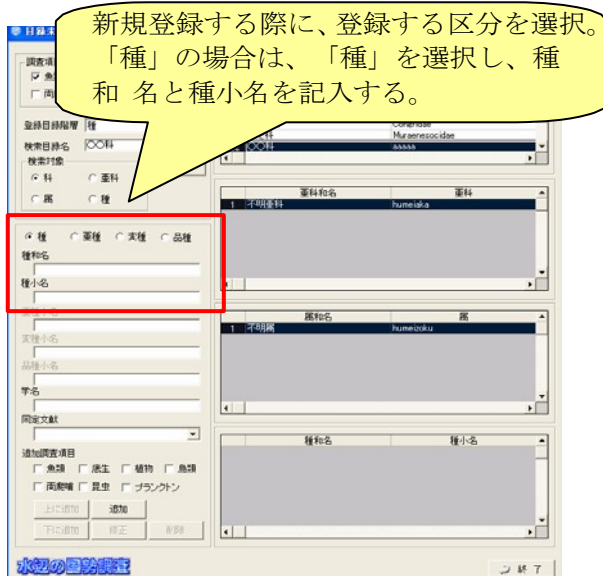 新規登録する際に、登録する区分を選択。
「種」の場合は、「種」を選択し、種
和 名と種小名を記入する。
調査項
登録目録階層 種
検索目録名 〇〇科
検索対象
科 亜科
属 種
Muraenesocidae
〇〇科 aaaaa
亜科和名 亜科
1 不明亜科 humeiaka
種 亜種 変種 品種
種和名
種小名
亜種小名
変種小名
品種小名
学名
同定文献
属和名 属
1 不明属 humeizoku
種和名 種小名
追加調査項目
魚類 底生 植物 鳥類
両爬哺 昆虫 プランクトン
上に追加 追加
下に追加 修正 削除
水辺の国勢調査
終 了